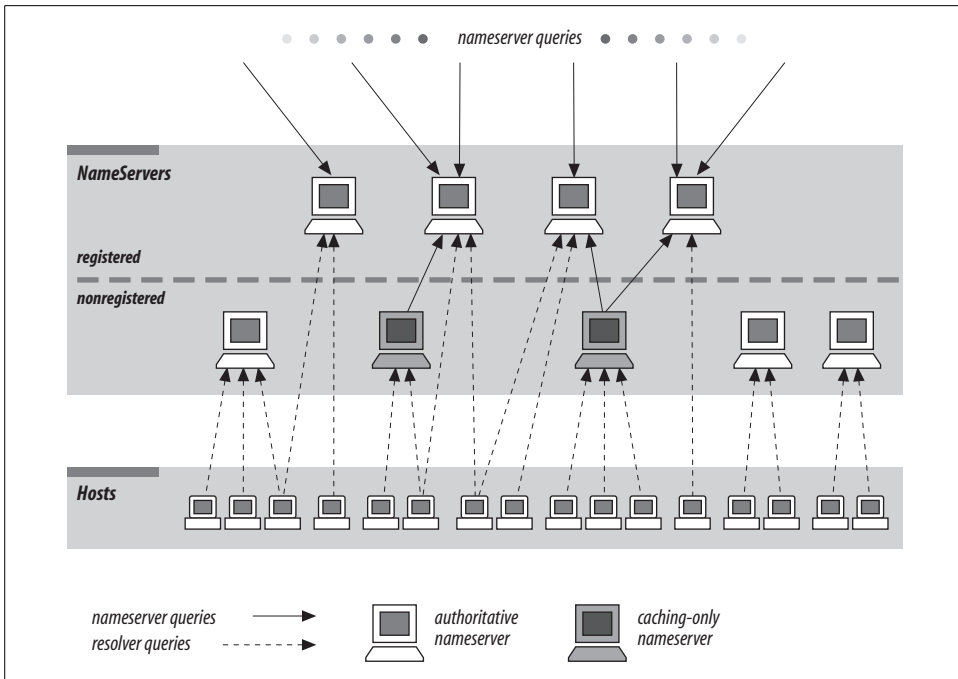 nameserver queries
NameServers
registered
nonregistered
Hosts
nameserver queries
resolver queries
authoritative
nameserver
caching-only
nameserver